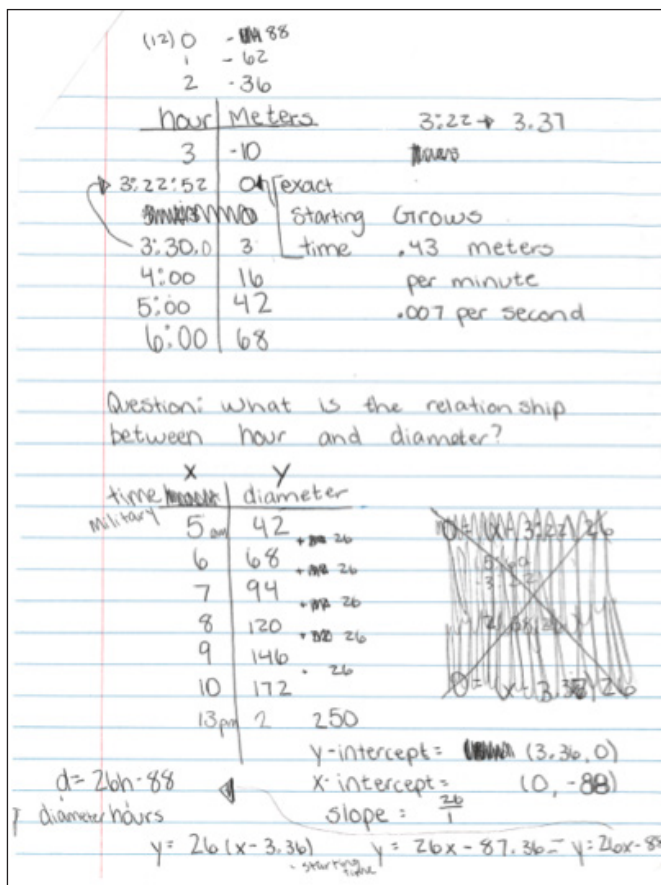 (12) 0 - 88
1 - 62
2 - 36
hour Meters
3 -10 3:22 → 3.37
3:22:52 0 exact
starting Grows
3:30.0 3 time .43 meters
4:00 16 per minute
5:00 42 .007 per second
6:00 68
Question: what is the relationship
between hour and diameter?
X Y
time diameter
military 5 am 42
+ 26
6 68
+ 26
7 94
+ 26
8 120
+ 26
9 146
+ 26
10 172
13 pm 2 250
y-intercept = (3.36, 0)
d = 26h - 88 x-intercept = (0, -88)
diameter hours slope = 26/1
y = 26(x - 3.36) y = 26x - 87.36 = y = 26x - 88
- starting time